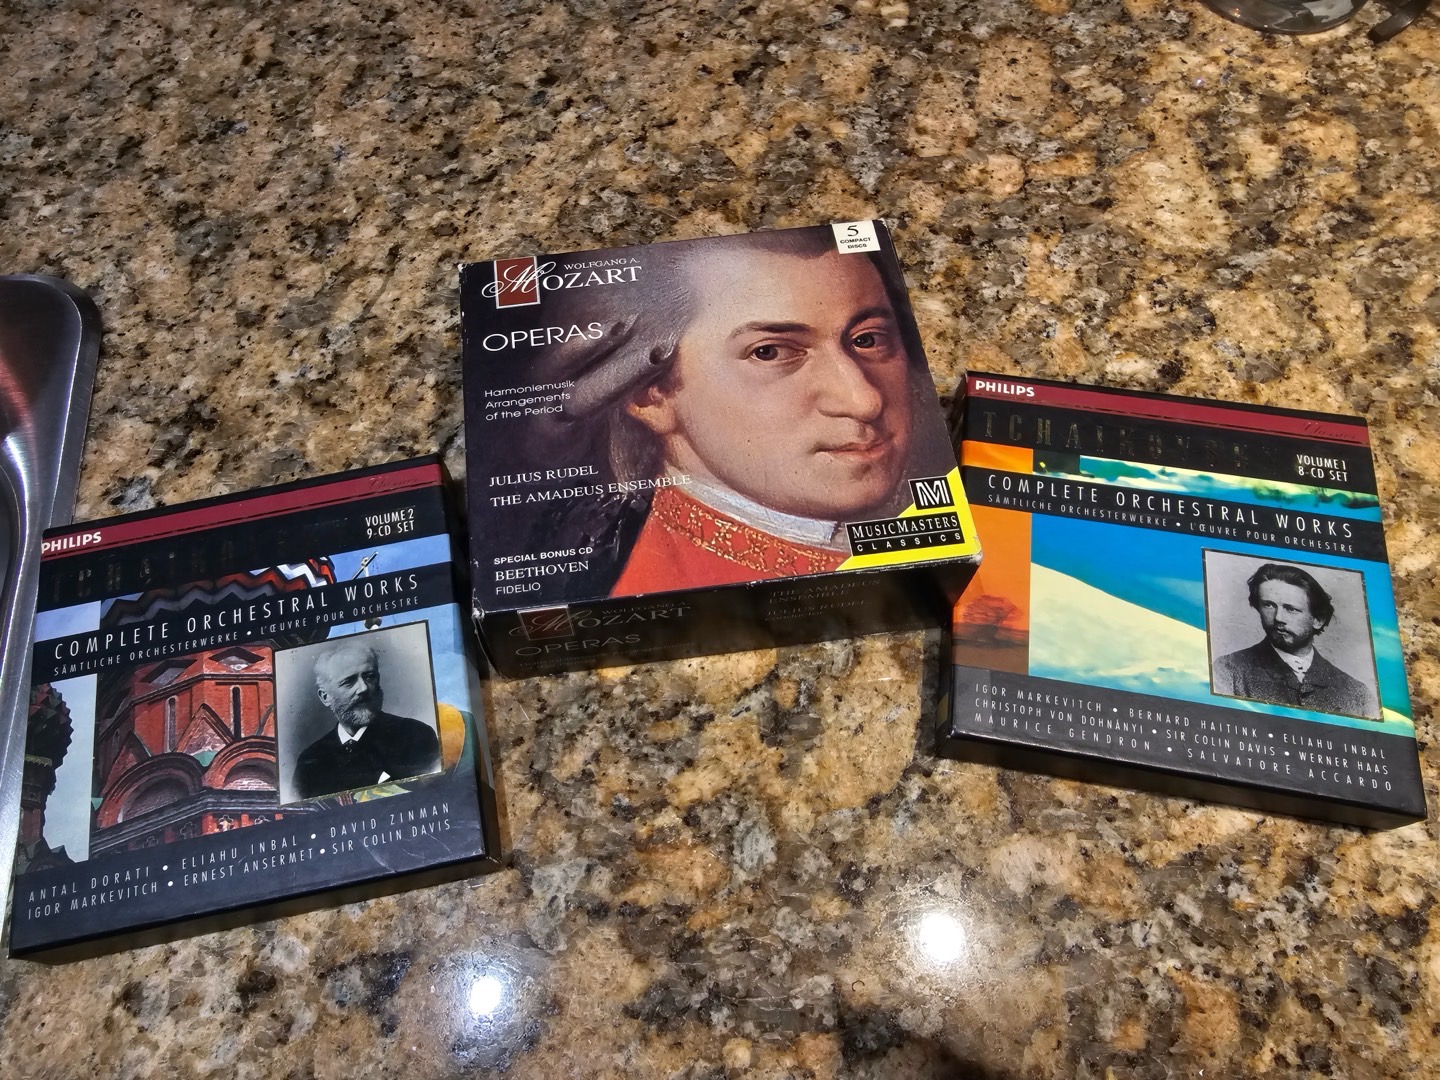 PHILIPS
VOLUME 2
9-CD SET
COMPLETE ORCHESTRAL WORKS
SÄMTLICHE ORCHESTERWERKE • L'ŒUVRE POUR ORCHESTRE
ANTAL DORATI • ELIAHU INBAL • DAVID ZINMAN
IGOR MARKEVITCH • ERNEST ANSERMET • SIR COLIN DAVIS
5
COMPACT
DISCS
WOLFGANG A.
MOZART
OPERAS
Harmoniemusik
Arrangements
of the Period
JULIUS RUDEL
THE AMADEUS ENSEMBLE
SPECIAL BONUS CD
BEETHOVEN
FIDELIO
MUSICMASTERS
CLASSICS
WOLFGANG A.
MOZART
OPERAS
THE AMADEUS
ENSEMBLE
JULIUS RUDEL
PHILIPS
Classics
TCHAIKOVSKY
VOLUME 1
8-CD SET
COMPLETE ORCHESTRAL WORKS
SÄMTLICHE ORCHESTERWERKE • L'ŒUVRE POUR ORCHESTRE
IGOR MARKEVITCH • BERNARD HAITINK • ELIAHU INBAL
CHRISTOPH VON DOHNÁNYI • SIR COLIN DAVIS • WERNER HAAS
MAURICE GENDRON • SALVATORE ACCARDO